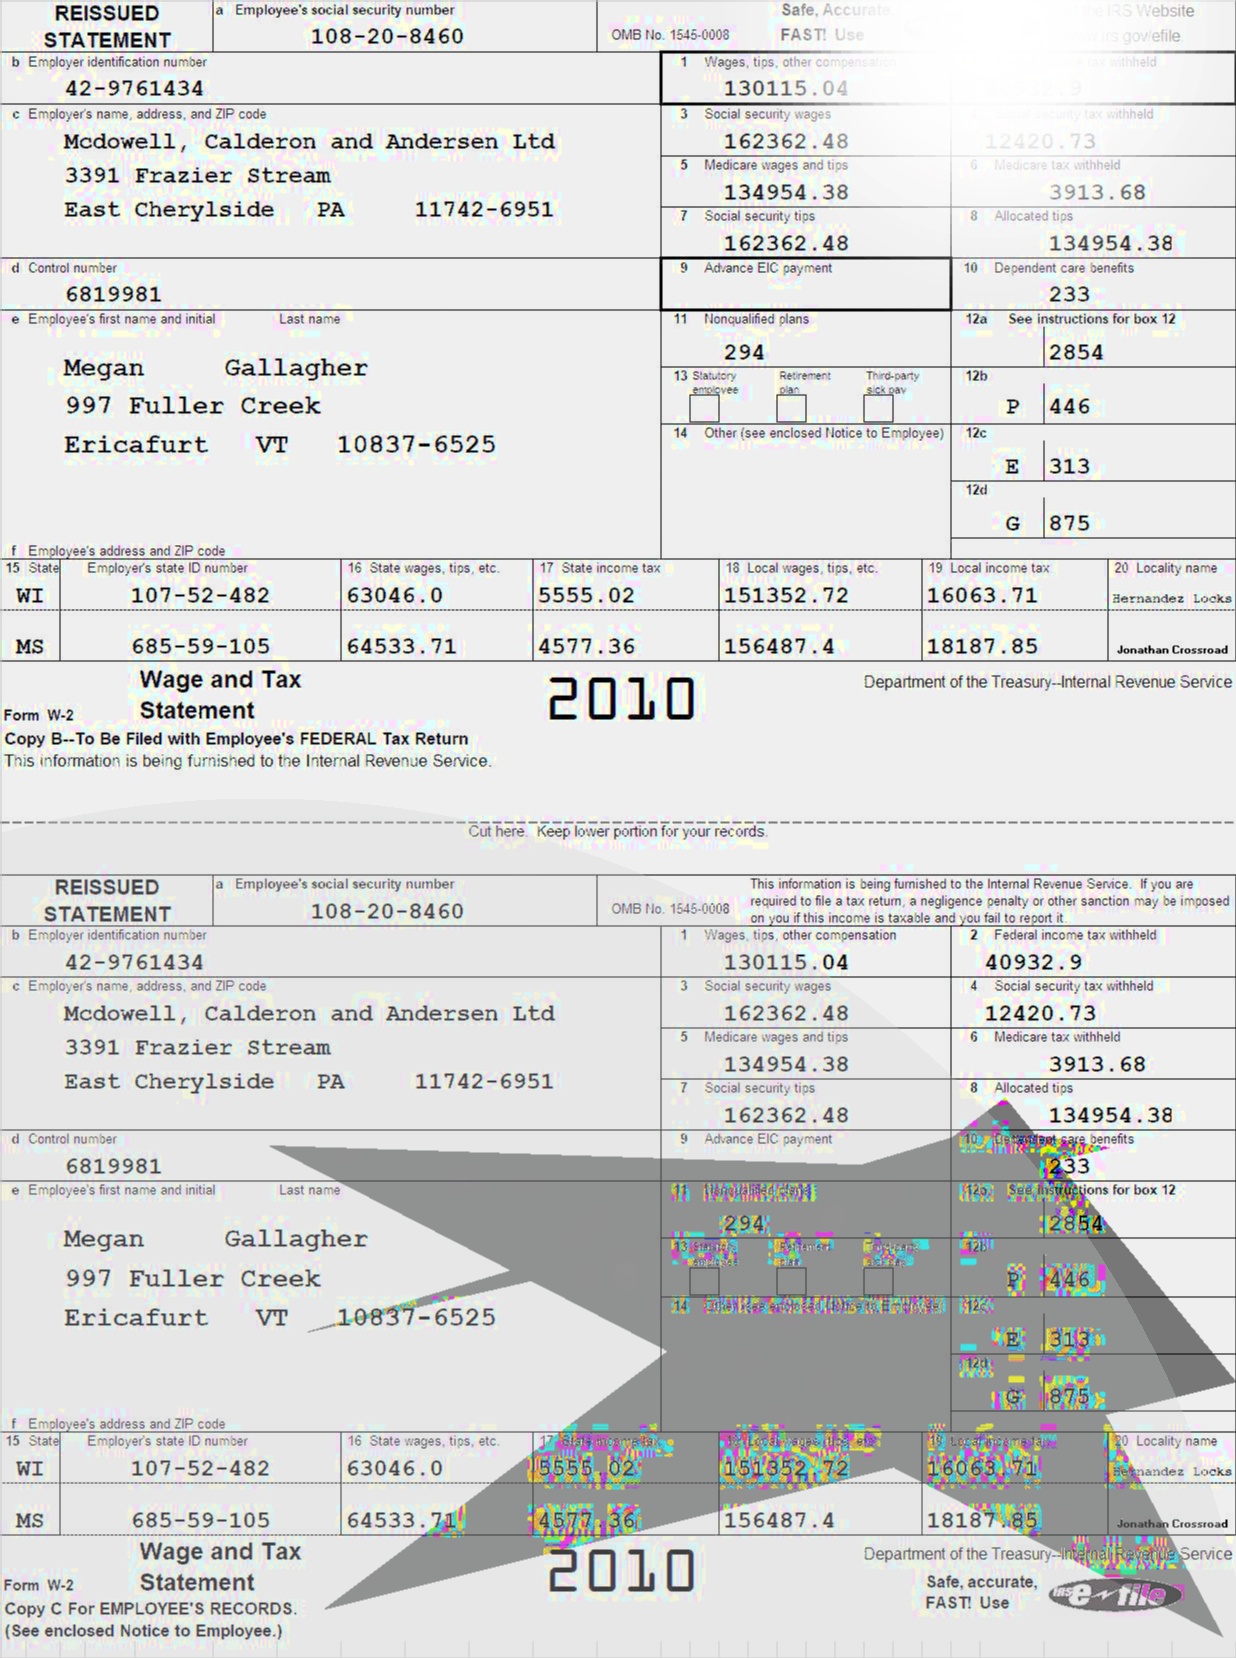 REISSUED STATEMENT
a Employee's social security number
108-20-8460
OMB No. 1545-0008
Safe, Accurate
FAST! Use
IRS Website
b Employer identification number
42-9761434
1 Wages, tips, other compensation
130115.04
withheld
c Employer's name, address, and ZIP code
Mcdowell, Calderon and Andersen Ltd
3391 Frazier Stream
East Cherylside PA 11742-6951
3 Social security wages
162362.48
security tax withheld
12420.73
5 Medicare wages and tips
134954.38
6 Medicare tax withheld
3913.68
7 Social security tips
162362.48
8 Allocated tips
134954.38
d Control number
6819981
9 Advance EIC payment
10 Dependent care benefits
233
e Employee's first name and initial Last name
Megan Gallagher
997 Fuller Creek
Ericafurt VT 10837-6525
11 Nonqualified plans
294
12a See instructions for box 12
2854
13 Statutory employee Retirement plan Third-party sick pay
12b
P 446
14 Other (see enclosed Notice to Employee)
12c
E 313
12d
G 875
f Employee's address and ZIP code
15 State Employer's state ID number 16 State wages, tips, etc. 17 State income tax 18 Local wages, tips, etc. 19 Local income tax 20 Locality name
WI 107-52-482 63046.0 5555.02 151352.72 16063.71 Hernandez Locks
MS 685-59-105 64533.71 4577.36 156487.4 18187.85 Jonathan Crossroad
Form W-2 Wage and Tax Statement
2010
Department of the Treasury--Internal Revenue Service
Copy B--To Be Filed with Employee's FEDERAL Tax Return
This information is being furnished to the Internal Revenue Service.
Cut here. Keep lower portion for your records.
REISSUED STATEMENT
a Employee's social security number
108-20-8460
OMB No. 1545-0008
This information is being furnished to the Internal Revenue Service. If you are
required to file a tax return, a negligence penalty or other sanction may be imposed
on you if this income is taxable and you fail to report it.
b Employer identification number
42-9761434
1 Wages, tips, other compensation
130115.04
2 Federal income tax withheld
40932.9
c Employer's name, address, and ZIP code
Mcdowell, Calderon and Andersen Ltd
3391 Frazier Stream
East Cherylside PA 11742-6951
3 Social security wages
162362.48
4 Social security tax withheld
12420.73
5 Medicare wages and tips
134954.38
6 Medicare tax withheld
3913.68
7 Social security tips
162362.48
8 Allocated tips
134954.38
d Control number
6819981
9 Advance EIC payment
10 Dependent care benefits
233
e Employee's first name and initial Last name
Megan Gallagher
997 Fuller Creek
Ericafurt VT 10837-6525
11 Nonqualified plans
294
12a See instructions for box 12
2854
13 Statutory employee Retirement plan Third-party sick pay
12b
P 446
14 Other (see enclosed Notice to Employee)
12c
E 313
12d
G 875
f Employee's address and ZIP code
15 State Employer's state ID number 16 State wages, tips, etc. 17 State income tax 18 Local wages, tips, etc. 19 Local income tax 20 Locality name
WI 107-52-482 63046.0 5555.02 151352.72 16063.71 Hernandez Locks
MS 685-59-105 64533.71 4577.36 156487.4 18187.85 Jonathan Crossroad
Form W-2 Wage and Tax Statement
2010
Department of the Treasury--Internal Revenue Service
Copy C For EMPLOYEE'S RECORDS.
(See enclosed Notice to Employee.)
Safe, accurate,
FAST! Use
IRS e-file